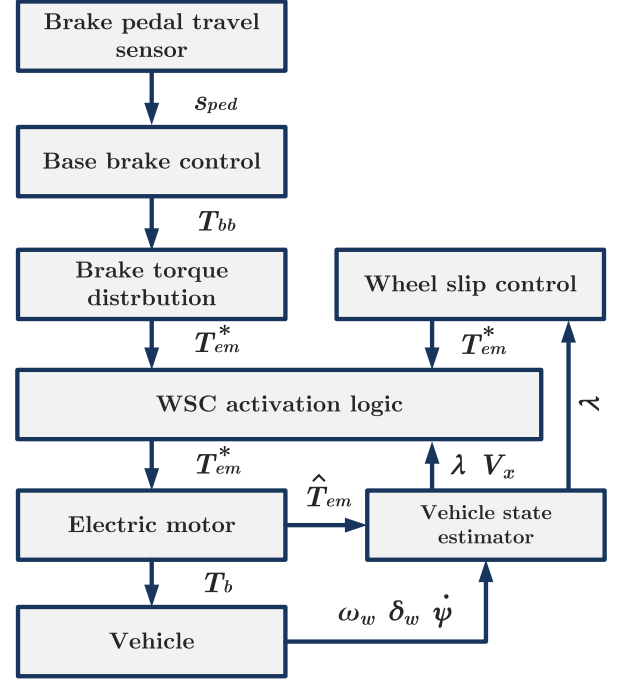 Brake pedal travel
sensor
s_ped
Base brake control
T_bb
Brake torque
distrbution
Wheel slip control
T*_em
T*_em
WSC activation logic
T*_em
λ V_x
λ
Electric motor
T̂_em
Vehicle state
estimator
T_b
Vehicle
ω_w δ_w ψ̇